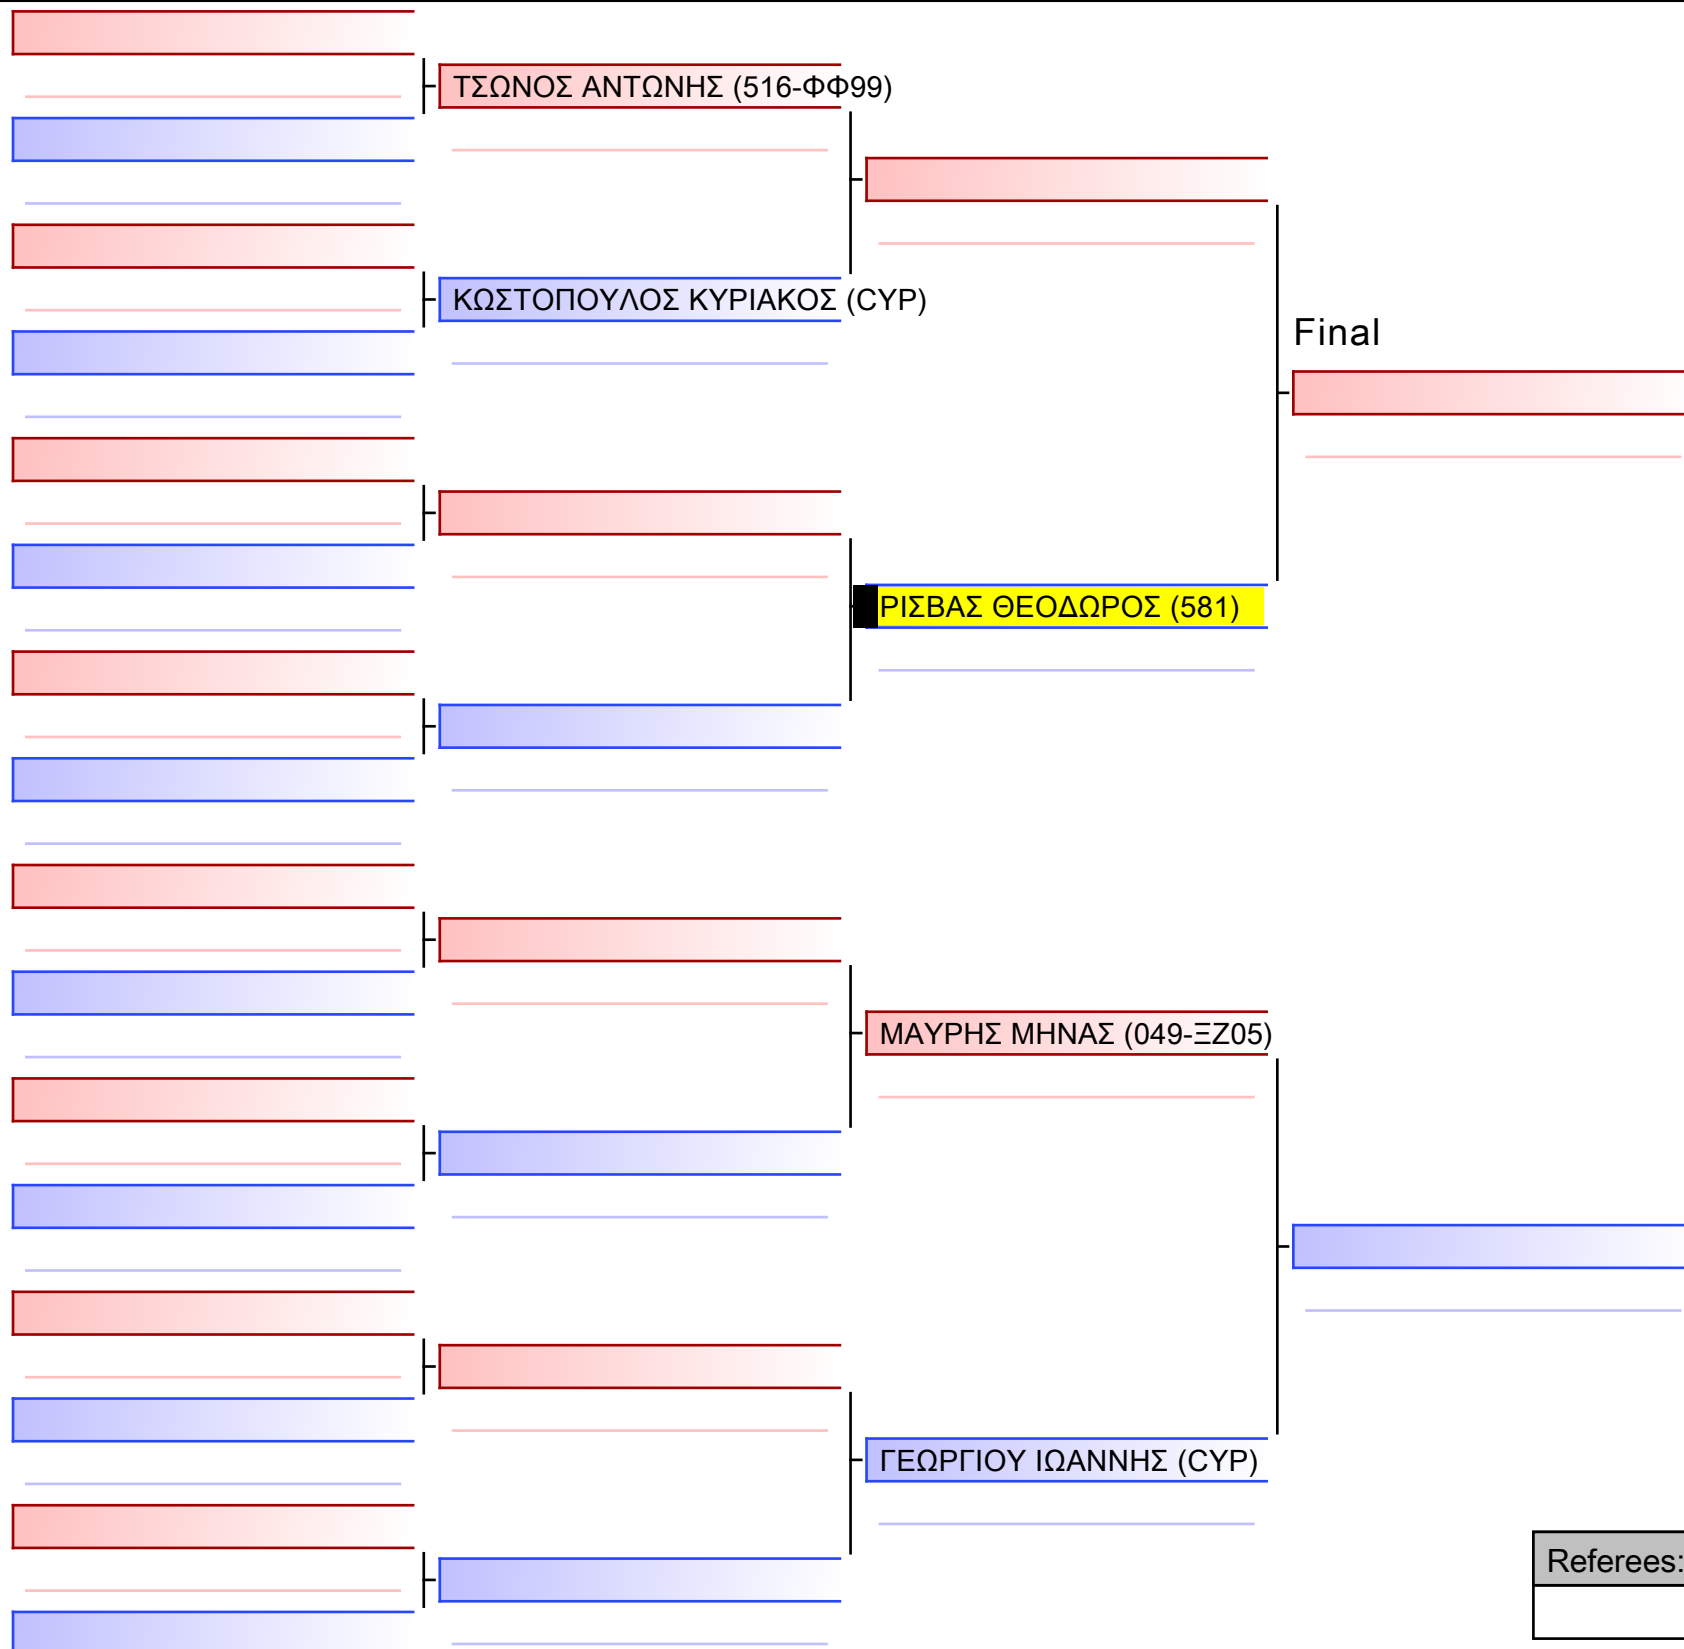 ΤΣΩΝΟΣ ΑΝΤΩΝΗΣ (516-ΦΦ99)
ΚΩΣΤΟΠΟΥΛΟΣ ΚΥΡΙΑΚΟΣ (CYP)
Final
ΡΙΣΒΑΣ ΘΕΟΔΩΡΟΣ (581)
ΜΑΥΡΗΣ ΜΗΝΑΣ (049-ΞΖ05)
ΓΕΩΡΓΙΟΥ ΙΩΑΝΝΗΣ (CYP)
Referees: